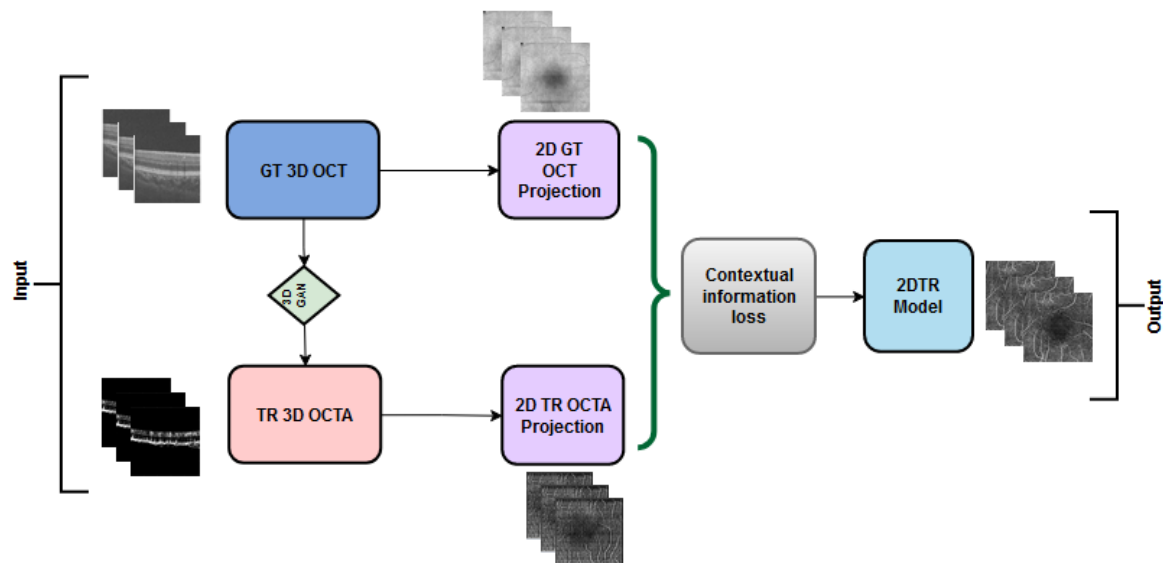 Input
GT 3D OCT
2D GT
OCT
Projection
3D
GAN
TR 3D OCTA
2D TR OCTA
Projection
Contextual
information
loss
2DTR
Model
Output